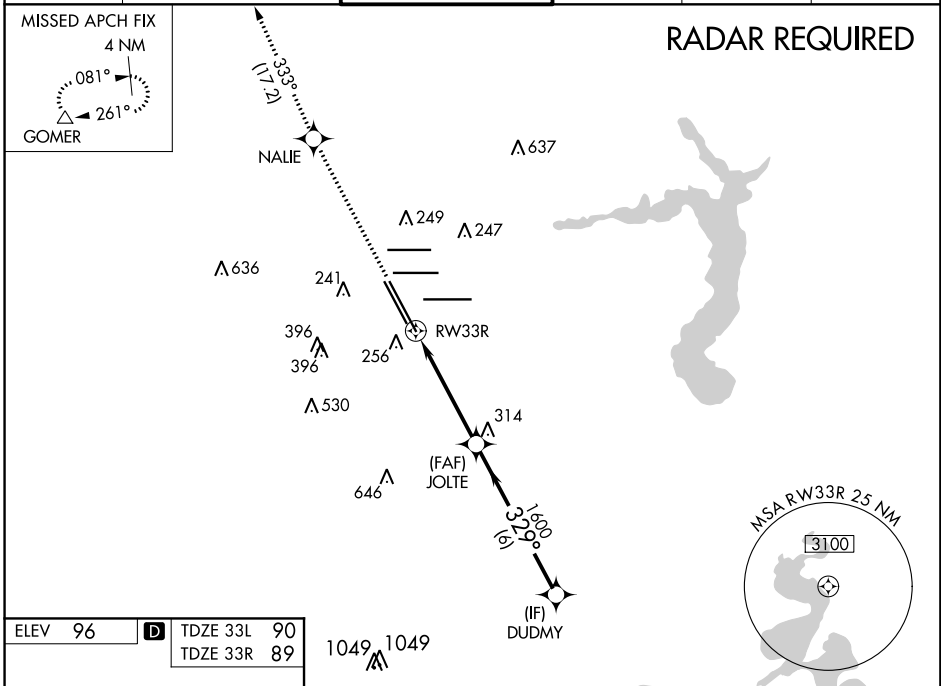 MISSED APCH FIX
4 NM
081°
261°
GOMER
RADAR REQUIRED
333°
(17.2)
NALIE
637
249
247
636
241
RW33R
396
396
256
530
314
(FAF)
JOLTE
646
1600
329°
(6)
MSA RW33R 25 NM
3100
(IF)
DUDMY
ELEV 96
D
TDZE 33L 90
TDZE 33R 89
1049
1049